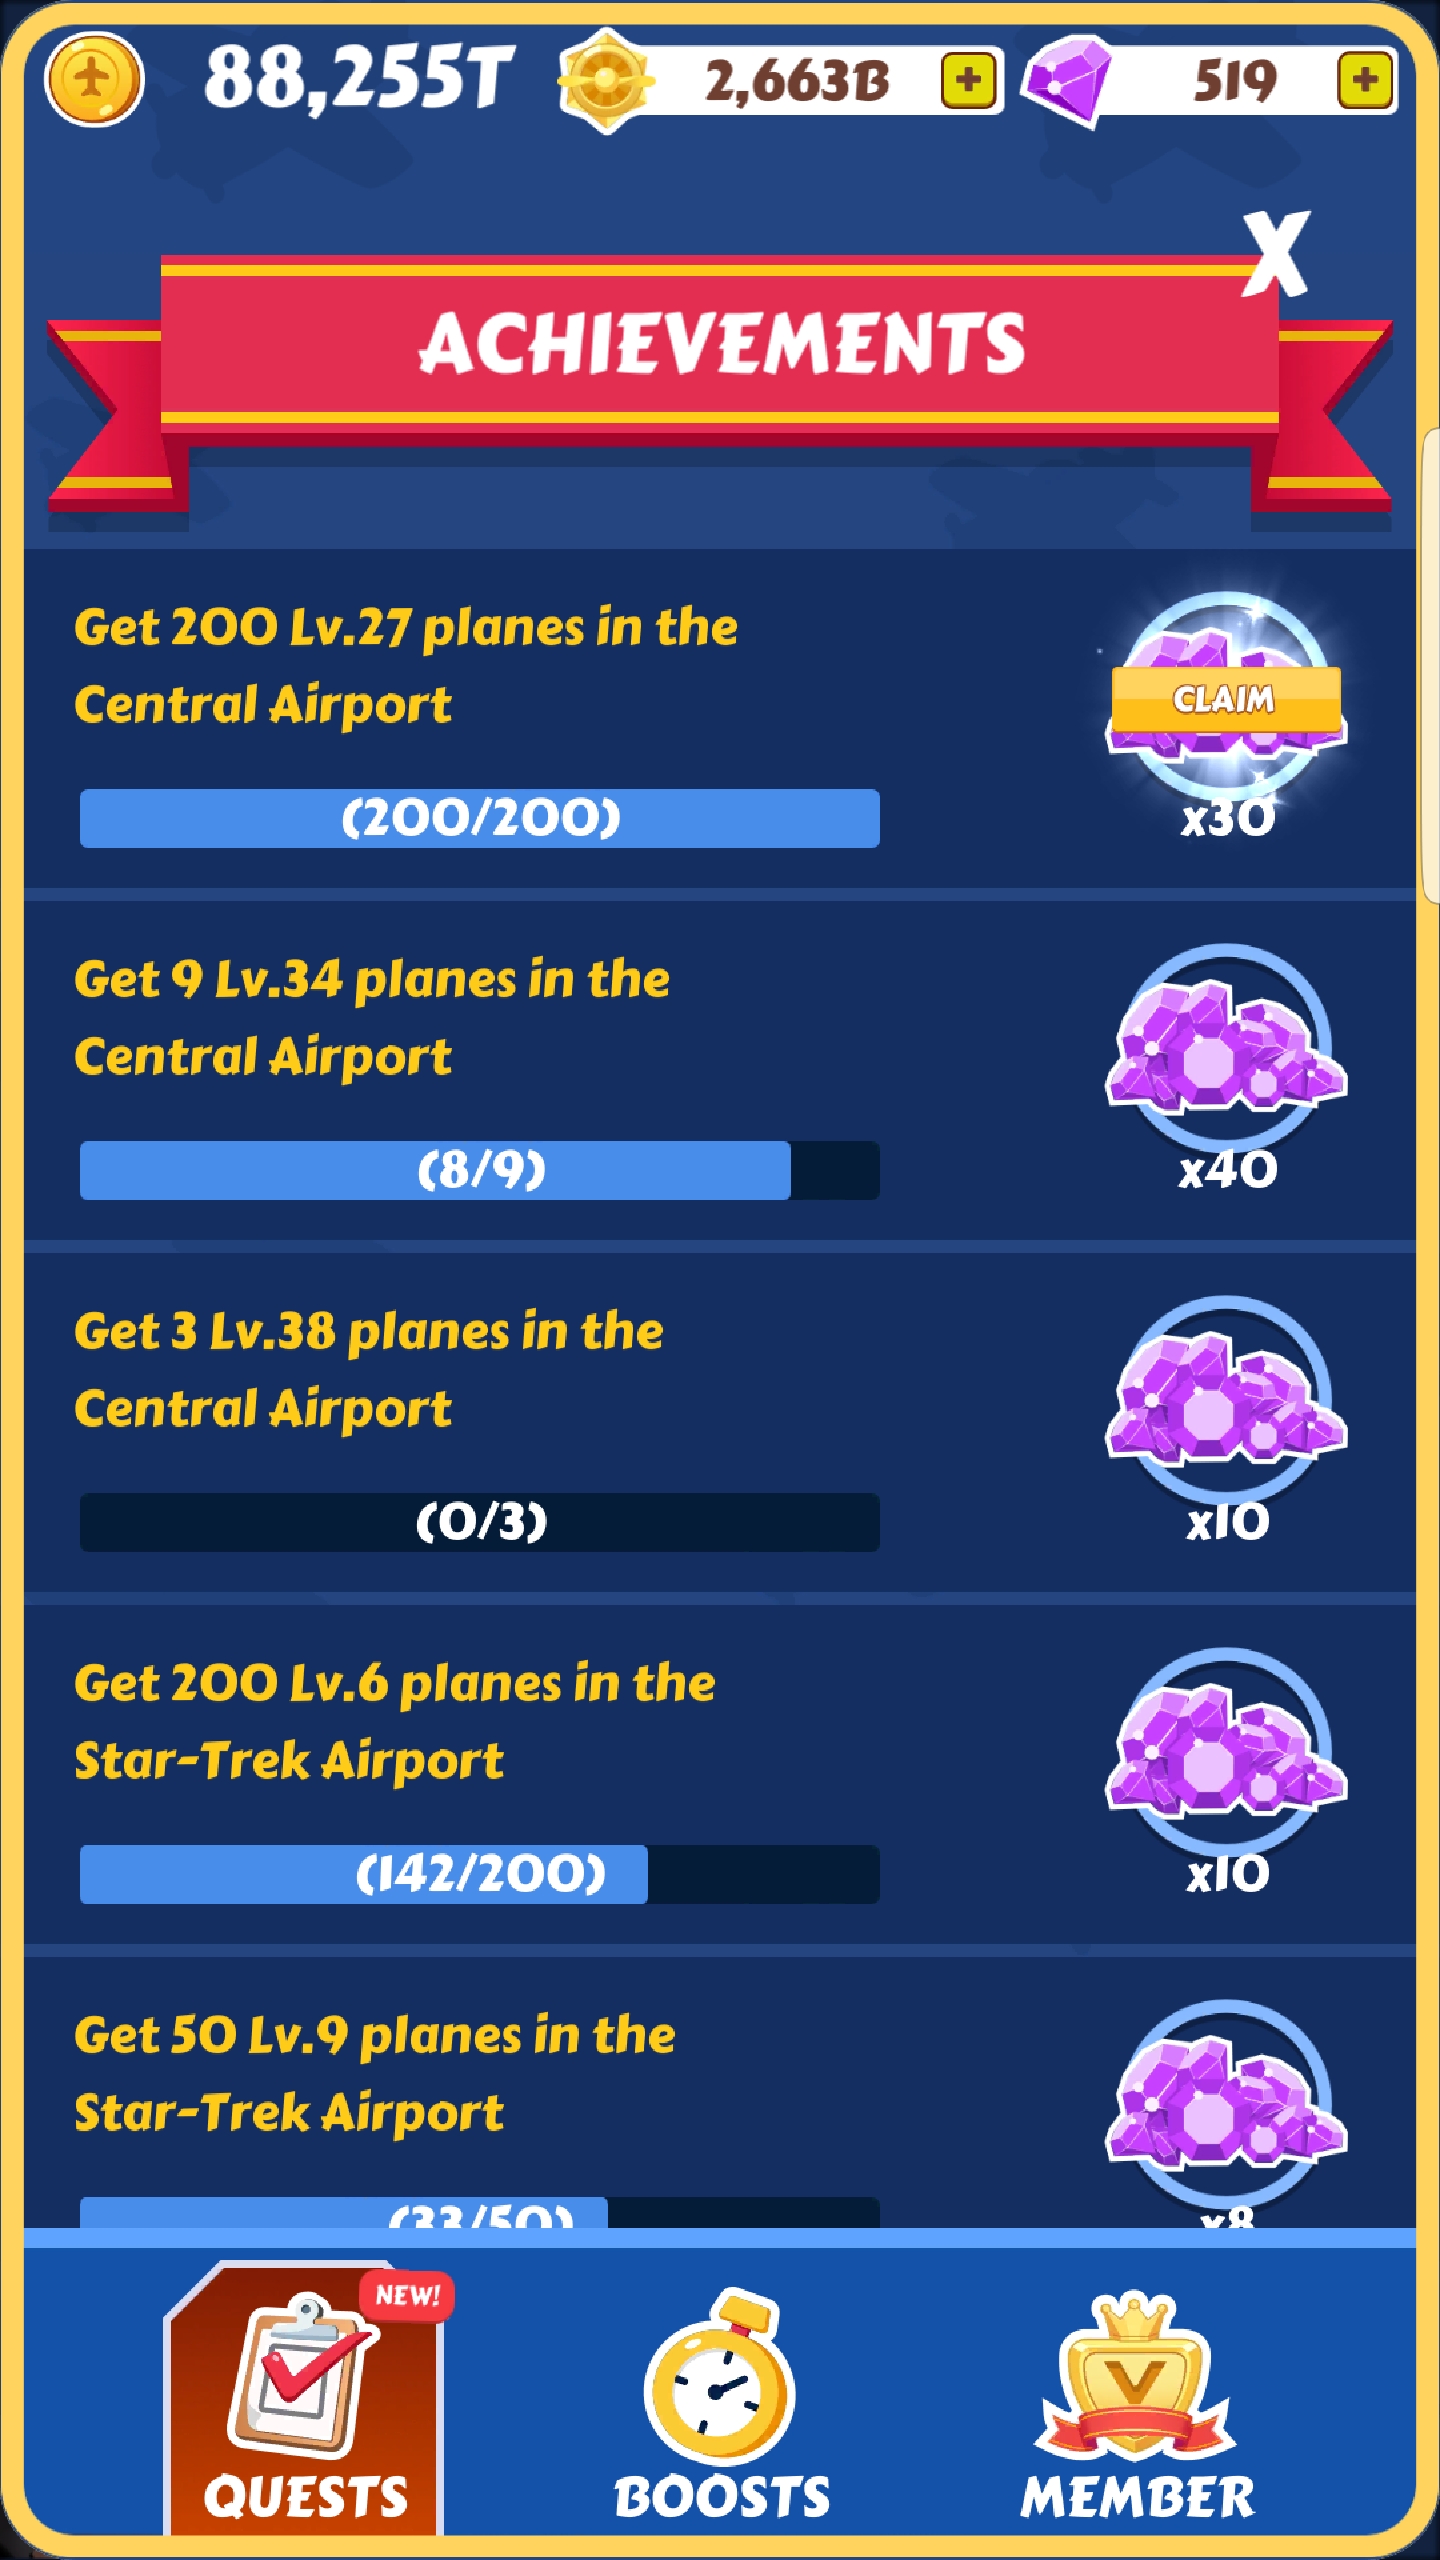 88,255T
2,663B
+
519
+
X
ACHIEVEMENTS
Get 200 Lv.27 planes in the
Central Airport
CLAIM
(200/200)
x30
Get 9 Lv.34 planes in the
Central Airport
(8/9)
x40
Get 3 Lv.38 planes in the
Central Airport
(0/3)
x10
Get 200 Lv.6 planes in the
Star-Trek Airport
(142/200)
x10
Get 50 Lv.9 planes in the
Star-Trek Airport
(33/50)
x8
NEW!
V
QUESTS
BOOSTS
MEMBER